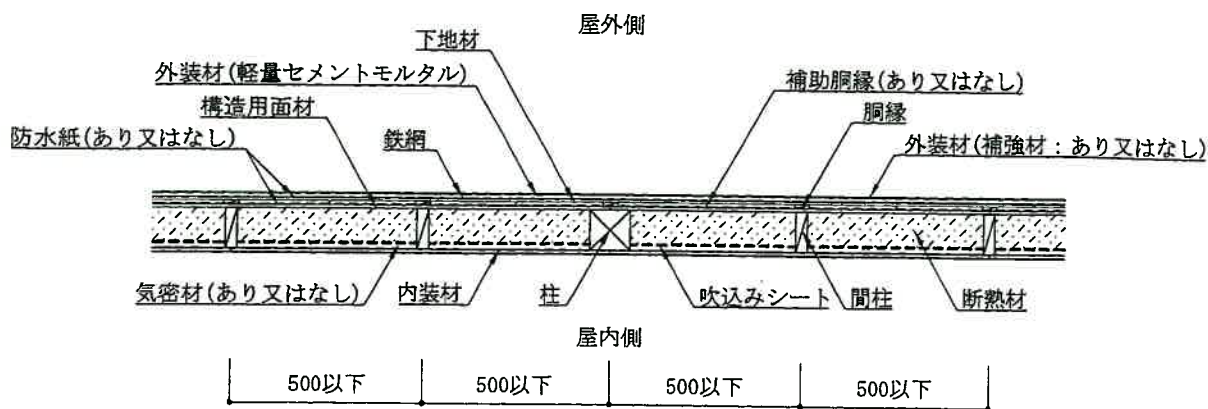 屋外側
下地材
外装材(軽量セメントモルタル)
補助胴縁(あり又はなし)
構造用面材
胴縁
防水紙(あり又はなし)
鉄網
外装材(補強材：あり又はなし)
気密材(あり又はなし)
内装材
柱
吹込みシート
間柱
断熱材
屋内側
500以下
500以下
500以下
500以下